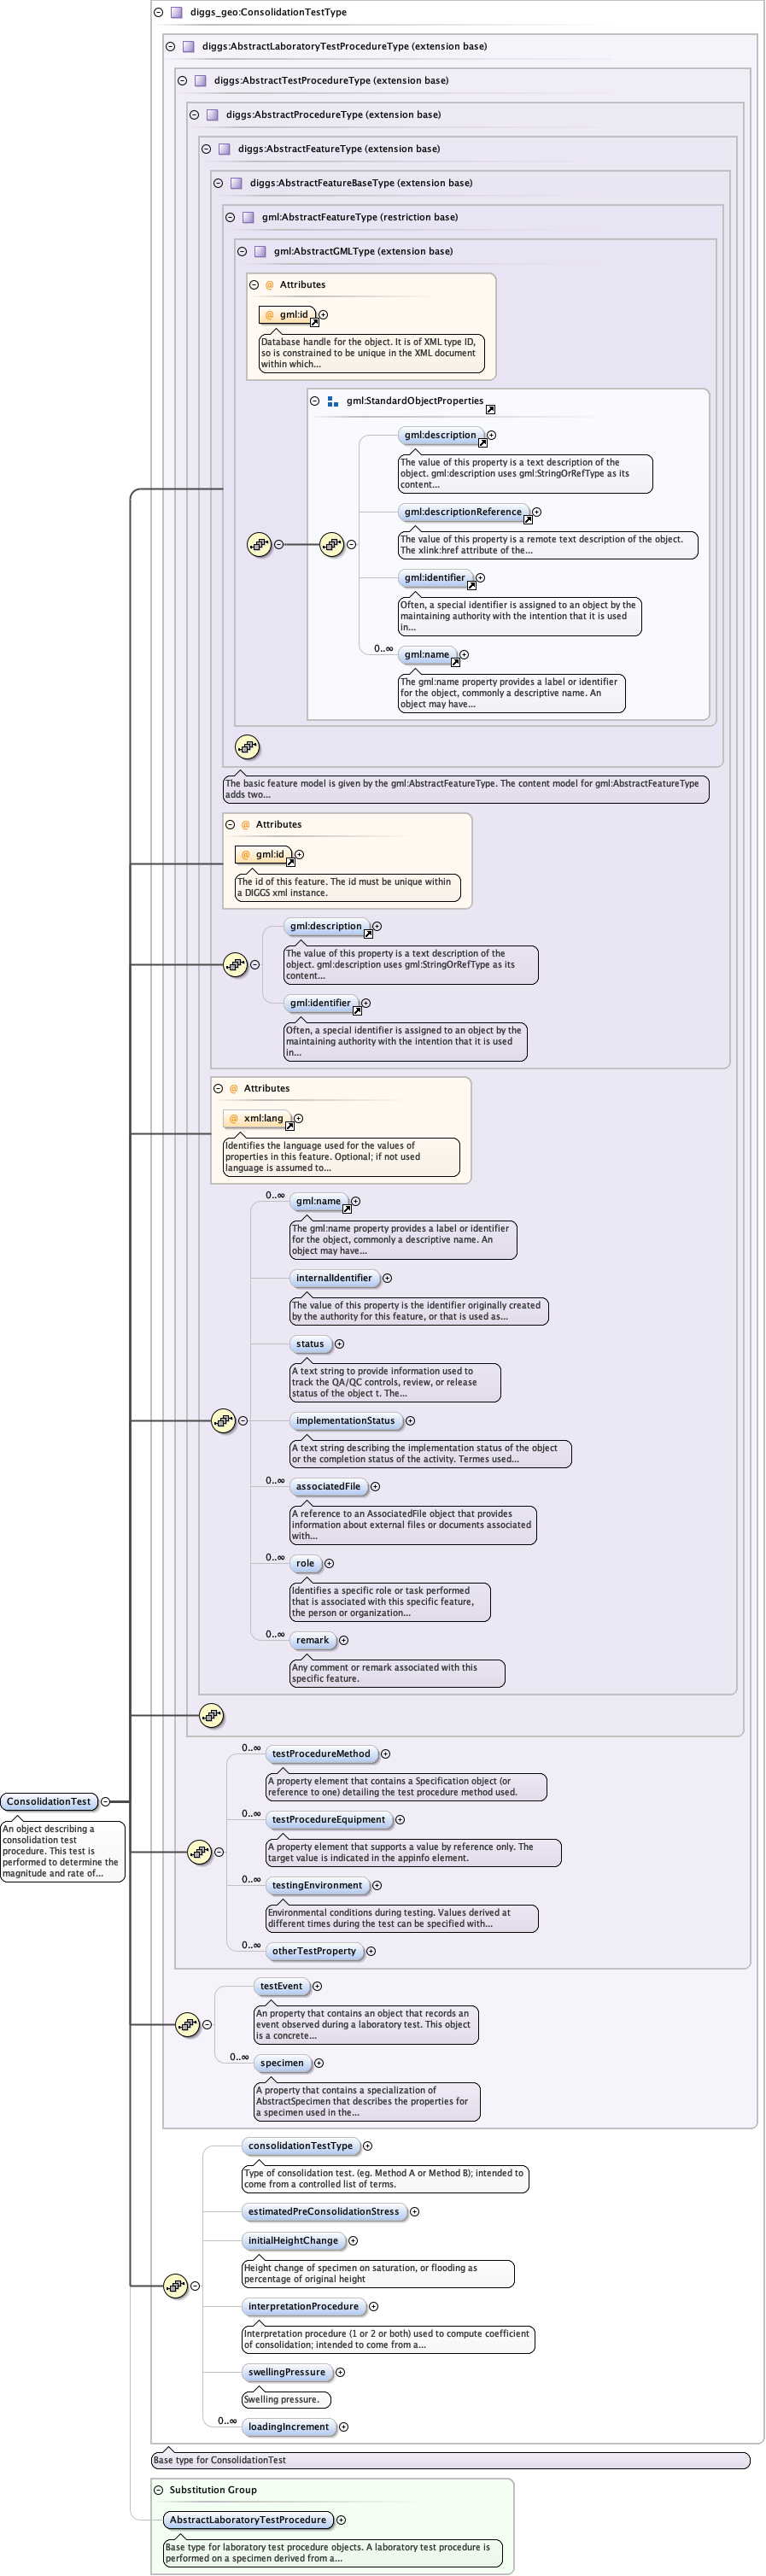 diggs_geo:ConsolidationTestType
diggs:AbstractLaboratoryTestProcedureType (extension base)
diggs:AbstractTestProcedureType (extension base)
diggs:AbstractProcedureType (extension base)
diggs:AbstractFeatureType (extension base)
diggs:AbstractFeatureBaseType (extension base)
gml:AbstractFeatureType (restriction base)
gml:AbstractGMLType (extension base)
@ Attributes
@ gml:id
Database handle for the object. It is of XML type ID,
so is constrained to be unique in the XML document
within which...
gml:StandardObjectProperties
gml:description
The value of this property is a text description of the
object. gml:description uses gml:StringOrRefType as its
content...
gml:descriptionReference
The value of this property is a remote text description of the object.
The xlink:href attribute of the...
gml:identifier
Often, a special identifier is assigned to an object by the
maintaining authority with the intention that it is used
in...
0..∞
gml:name
The gml:name property provides a label or identifier
for the object, commonly a descriptive name. An
object may have...
The basic feature model is given by the gml:AbstractFeatureType. The content model for gml:AbstractFeatureType
adds two...
@ Attributes
@ gml:id
The id of this feature. The id must be unique within
a DIGGS xml instance.
gml:description
The value of this property is a text description of the
object. gml:description uses gml:StringOrRefType as its
content...
gml:identifier
Often, a special identifier is assigned to an object by the
maintaining authority with the intention that it is used
in...
@ Attributes
@ xml:lang
Identifies the language used for the values of
properties in this feature. Optional; if not used
language is assumed to...
0..∞
gml:name
The gml:name property provides a label or identifier
for the object, commonly a descriptive name. An
object may have...
internalIdentifier
The value of this property is the identifier originally created
by the authority for this feature, or that is used as...
status
A text string to provide information used to
track the QA/QC controls, review, or release
status of the object t. The...
implementationStatus
A text string describing the implementation status of the object
or the completion status of the activity. Termes used...
0..∞
associatedFile
A reference to an AssociatedFile object that provides
information about external files or documents associated
with...
0..∞
role
Identifies a specific role or task performed
that is associated with this specific feature,
the person or organization...
0..∞
remark
Any comment or remark associated with this
specific feature.
0..∞
testProcedureMethod
A property element that contains a Specification object (or
reference to one) detailing the test procedure method used.
0..∞
testProcedureEquipment
A property element that supports a value by reference only. The
target value is indicated in the appinfo element.
0..∞
testingEnvironment
Environmental conditions during testing. Values derived at
different times during the test can be specified with...
0..∞
otherTestProperty
ConsolidationTest
An object describing a
consolidation test
procedure. This test is
performed to determine the
magnitude and rate of...
testEvent
An property that contains an object that records an
event observed during a laboratory test. This object
is a concrete...
0..∞
specimen
A property that contains a specialization of
AbstractSpecimen that describes the properties for
a specimen used in the...
consolidationTestType
Type of consolidation test. (eg. Method A or Method B); intended to
come from a controlled list of terms.
estimatedPreConsolidationStress
initialHeightChange
Height change of specimen on saturation, or flooding as
percentage of original height
interpretationProcedure
Interpretation procedure (1 or 2 or both) used to compute coefficient
of consolidation; intended to come from a...
swellingPressure
Swelling pressure.
0..∞
loadingIncrement
Base type for ConsolidationTest
Substitution Group
AbstractLaboratoryTestProcedure
Base type for laboratory test procedure objects. A laboratory test procedure is
performed on a specimen derived from a...